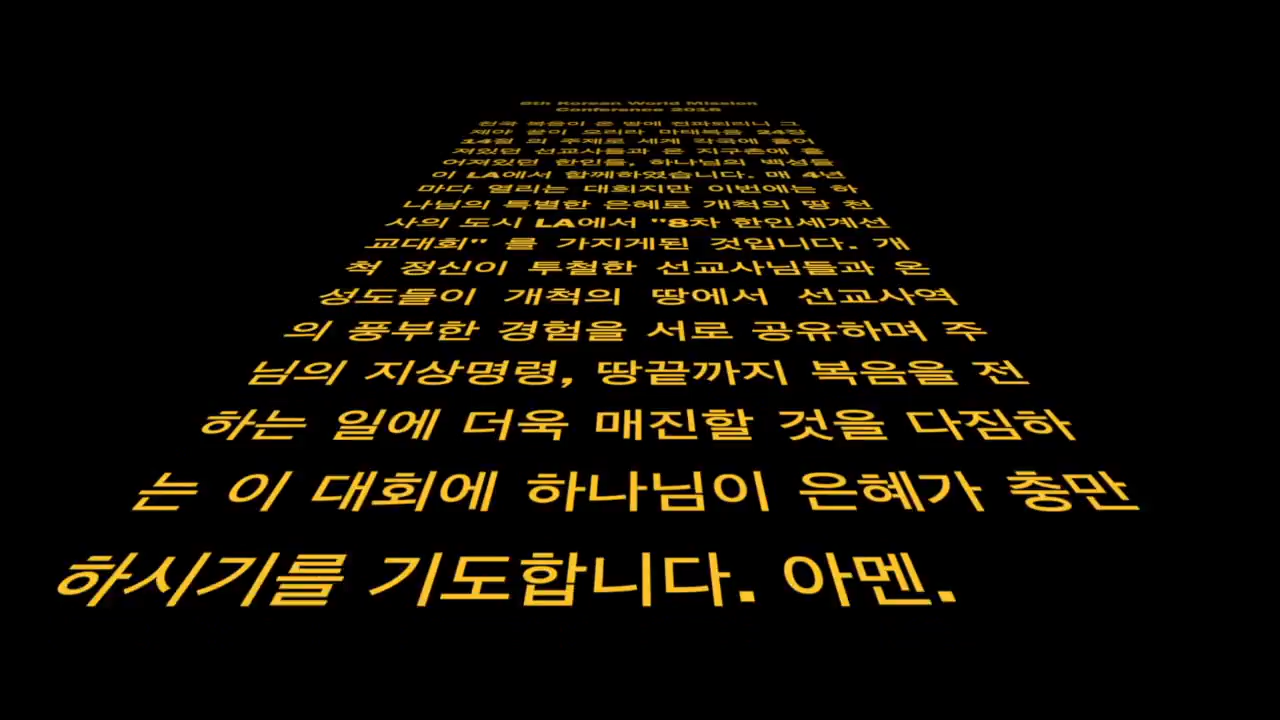 8th Korean World Mission
Conference 2016
천국 복음이 온 땅에 전파되리니 그
제야 끝이 오리라 마태복음 24장
14절 의 주제로 세계 각국에 흩어
져있던 선교사들과 온 지구촌에 흩
어져있던 한인들, 하나님의 백성들
이 LA에서 함께하였습니다. 매 4년
마다 열리는 대회지만 이번에는 하
나님의 특별한 은혜로 개척의 땅 천
사의 도시 LA에서 "8차 한인세계선
교대회" 를 가지게된 것입니다. 개
척 정신이 투철한 선교사님들과 온
성도들이 개척의 땅에서 선교사역
의 풍부한 경험을 서로 공유하며 주
님의 지상명령, 땅끝까지 복음을 전
하는 일에 더욱 매진할 것을 다짐하
는 이 대회에 하나님이 은혜가 충만
하시기를 기도합니다. 아멘.